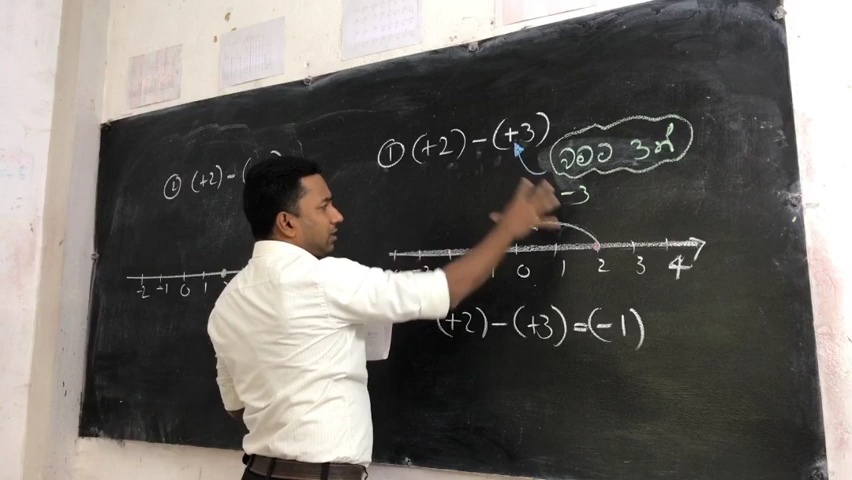 ① (+2) - (+3)
වමට 3ක්
-3
0 1 2 3 4
(+2) - (+3) = (-1)
② (+2) -
-2 -1 0 1